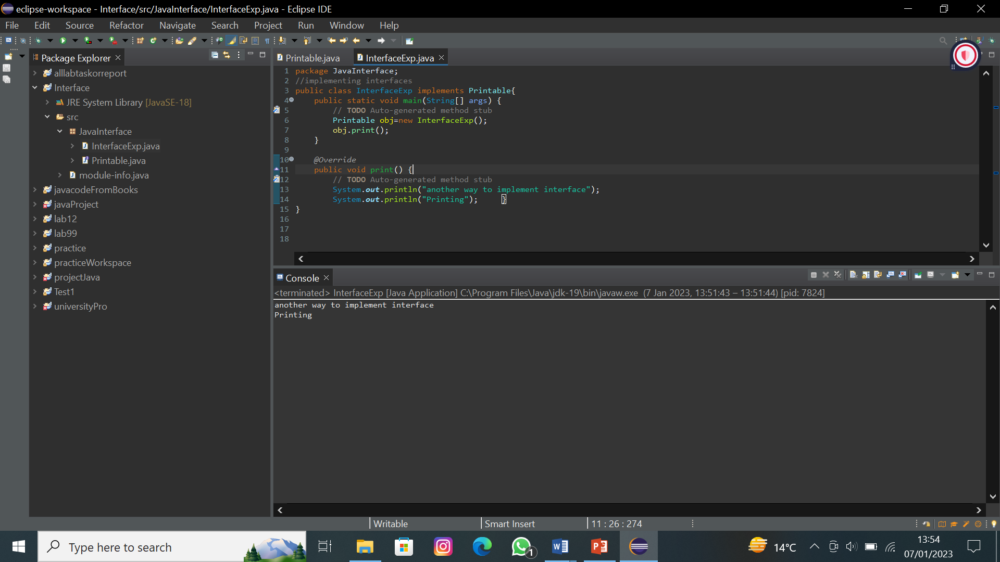 eclipse-workspace - Interface/src/JavaInterface/InterfaceExp.java - Eclipse IDE
File Edit Source Refactor Navigate Search Project Run Window Help
Package Explorer
alllabtaskorreport
Interface
JRE System Library [JavaSE-18]
src
JavaInterface
InterfaceExp.java
Printable.java
module-info.java
javacodeFromBooks
javaProject
lab12
lab99
practice
practiceWorkspace
projectJava
Test1
universityPro
Printable.java InterfaceExp.java
1 package JavaInterface;
2 //implementing interfaces
3 public class InterfaceExp implements Printable{
4 public static void main(String[] args) {
5 // TODO Auto-generated method stub
6 Printable obj=new InterfaceExp();
7 obj.print();
8 }
9
10 @Override
11 public void print() {
12 // TODO Auto-generated method stub
13 System.out.println("another way to implement interface");
14 System.out.println("Printing"); }
15 }
16
17
18
Console
<terminated> InterfaceExp [Java Application] C:\Program Files\Java\jdk-19\bin\javaw.exe (7 Jan 2023, 13:51:43 – 13:51:44) [pid: 7824]
another way to implement interface
Printing
Writable Smart Insert 11 : 26 : 274
Type here to search
1
14°C
13:54
07/01/2023